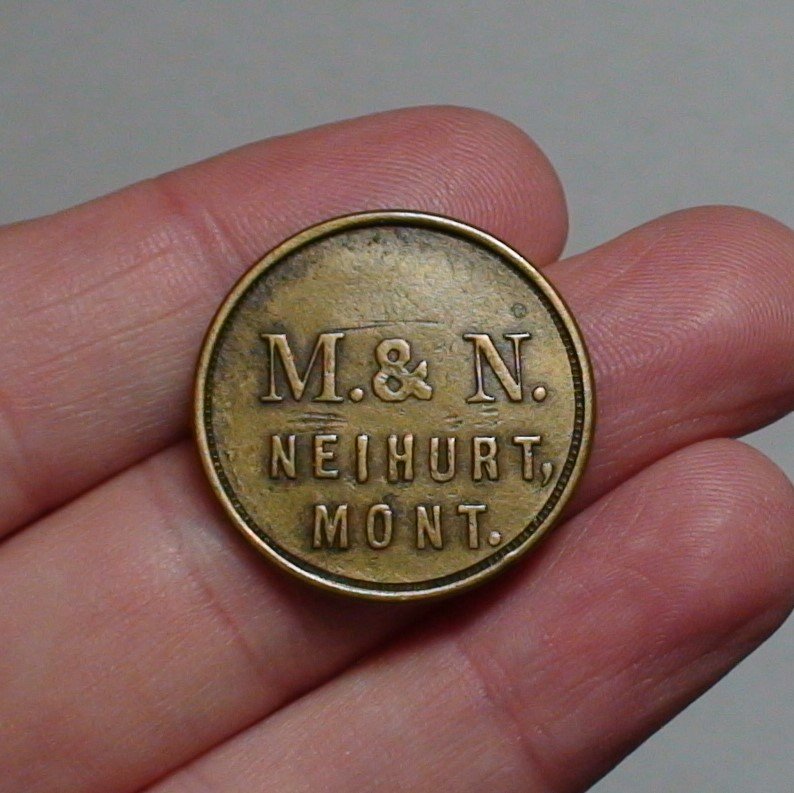 M. & N.
NEIHURT,
MONT.